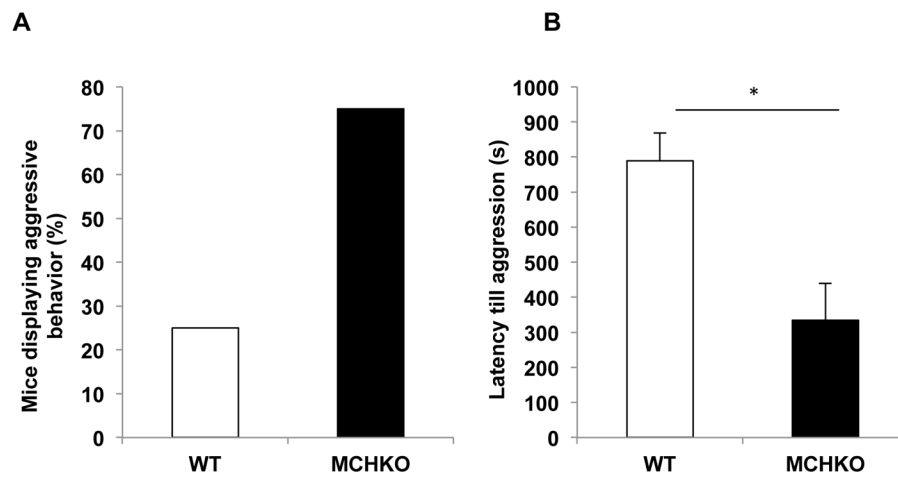 A
Mice displaying aggressive
behavior (%)
80
70
60
50
40
30
20
10
0
WT
MCHKO
B
Latency till aggression (s)
1000
900
800
700
600
500
400
300
200
100
0
*
WT
MCHKO